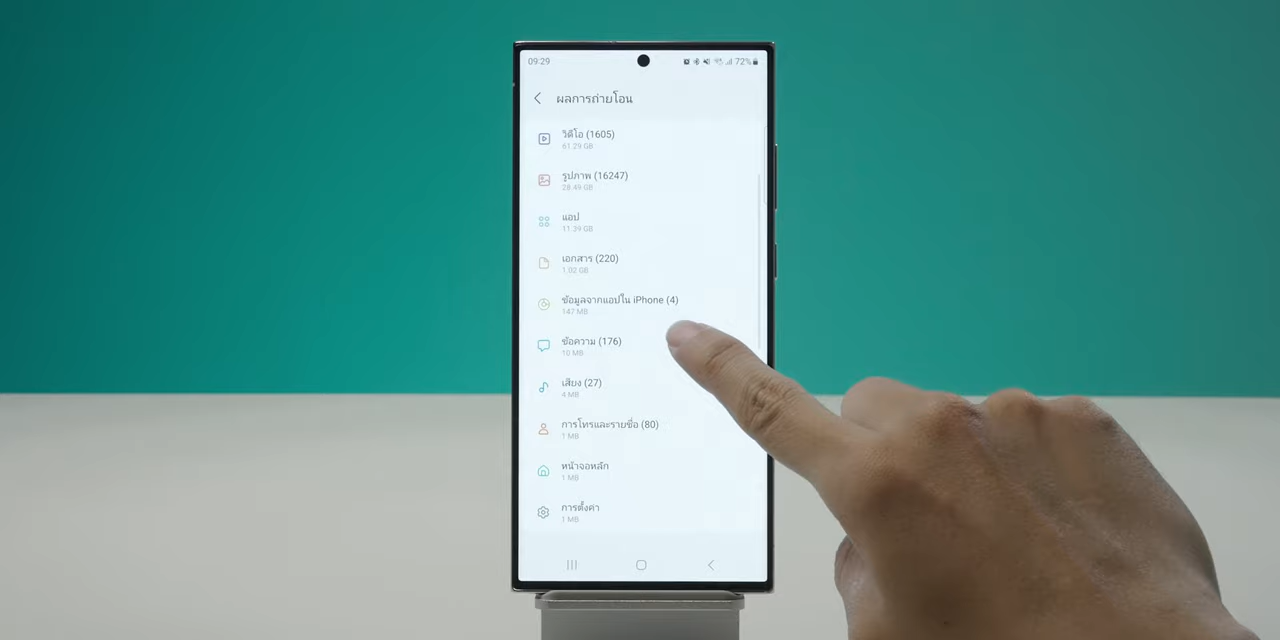 09:29
72%
ผลการถ่ายโอน
วิดีโอ (1605)
61.29 GB
รูปภาพ (16247)
28.49 GB
แอป
11.39 GB
เอกสาร (220)
1.02 GB
ข้อมูลจากแอปใน iPhone (4)
147 MB
ข้อความ (176)
10 MB
เสียง (27)
4 MB
การโทรและรายชื่อ (80)
1 MB
หน้าจอหลัก
1 MB
การตั้งค่า
1 MB